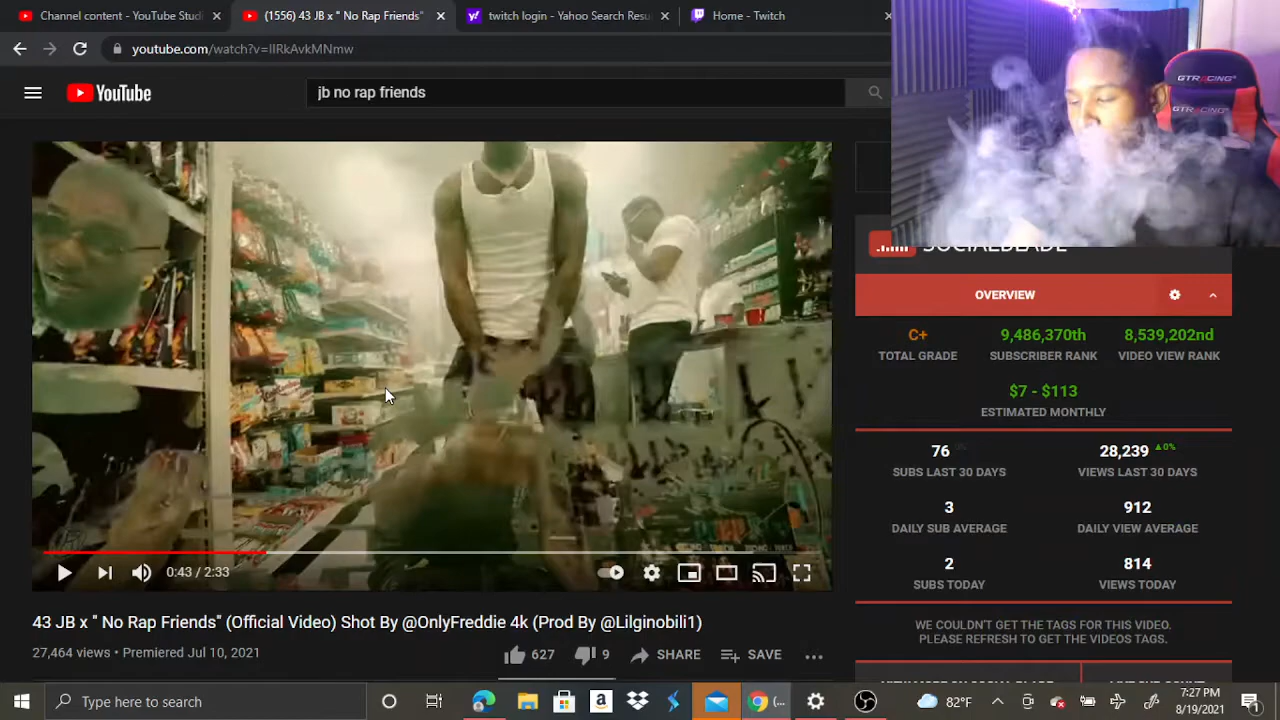 (1556) 43 JB x " No Rap Friends"
twitch login - Yahoo Search Resu
Home - Twitch
youtube.com/watch?v=lIRkAvkMNmw
YouTube
jb no rap friends
GTRACING
GTRACING
SOCIALBLADE
OVERVIEW
C+
TOTAL GRADE
9,486,370th
SUBSCRIBER RANK
8,539,202nd
VIDEO VIEW RANK
$7 - $113
ESTIMATED MONTHLY
76
SUBS LAST 30 DAYS
28,239 ▲0%
VIEWS LAST 30 DAYS
3
DAILY SUB AVERAGE
912
DAILY VIEW AVERAGE
2
SUBS TODAY
814
VIEWS TODAY
WE COULDN'T GET THE TAGS FOR THIS VIDEO.
PLEASE REFRESH TO GET THE VIDEOS TAGS.
0:43 / 2:33
43 JB x " No Rap Friends" (Official Video) Shot By @OnlyFreddie 4k (Prod By @Lilginobili1)
27,464 views • Premiered Jul 10, 2021
627
9
SHARE
SAVE
Type here to search
82°F
7:27 PM
8/19/2021
1